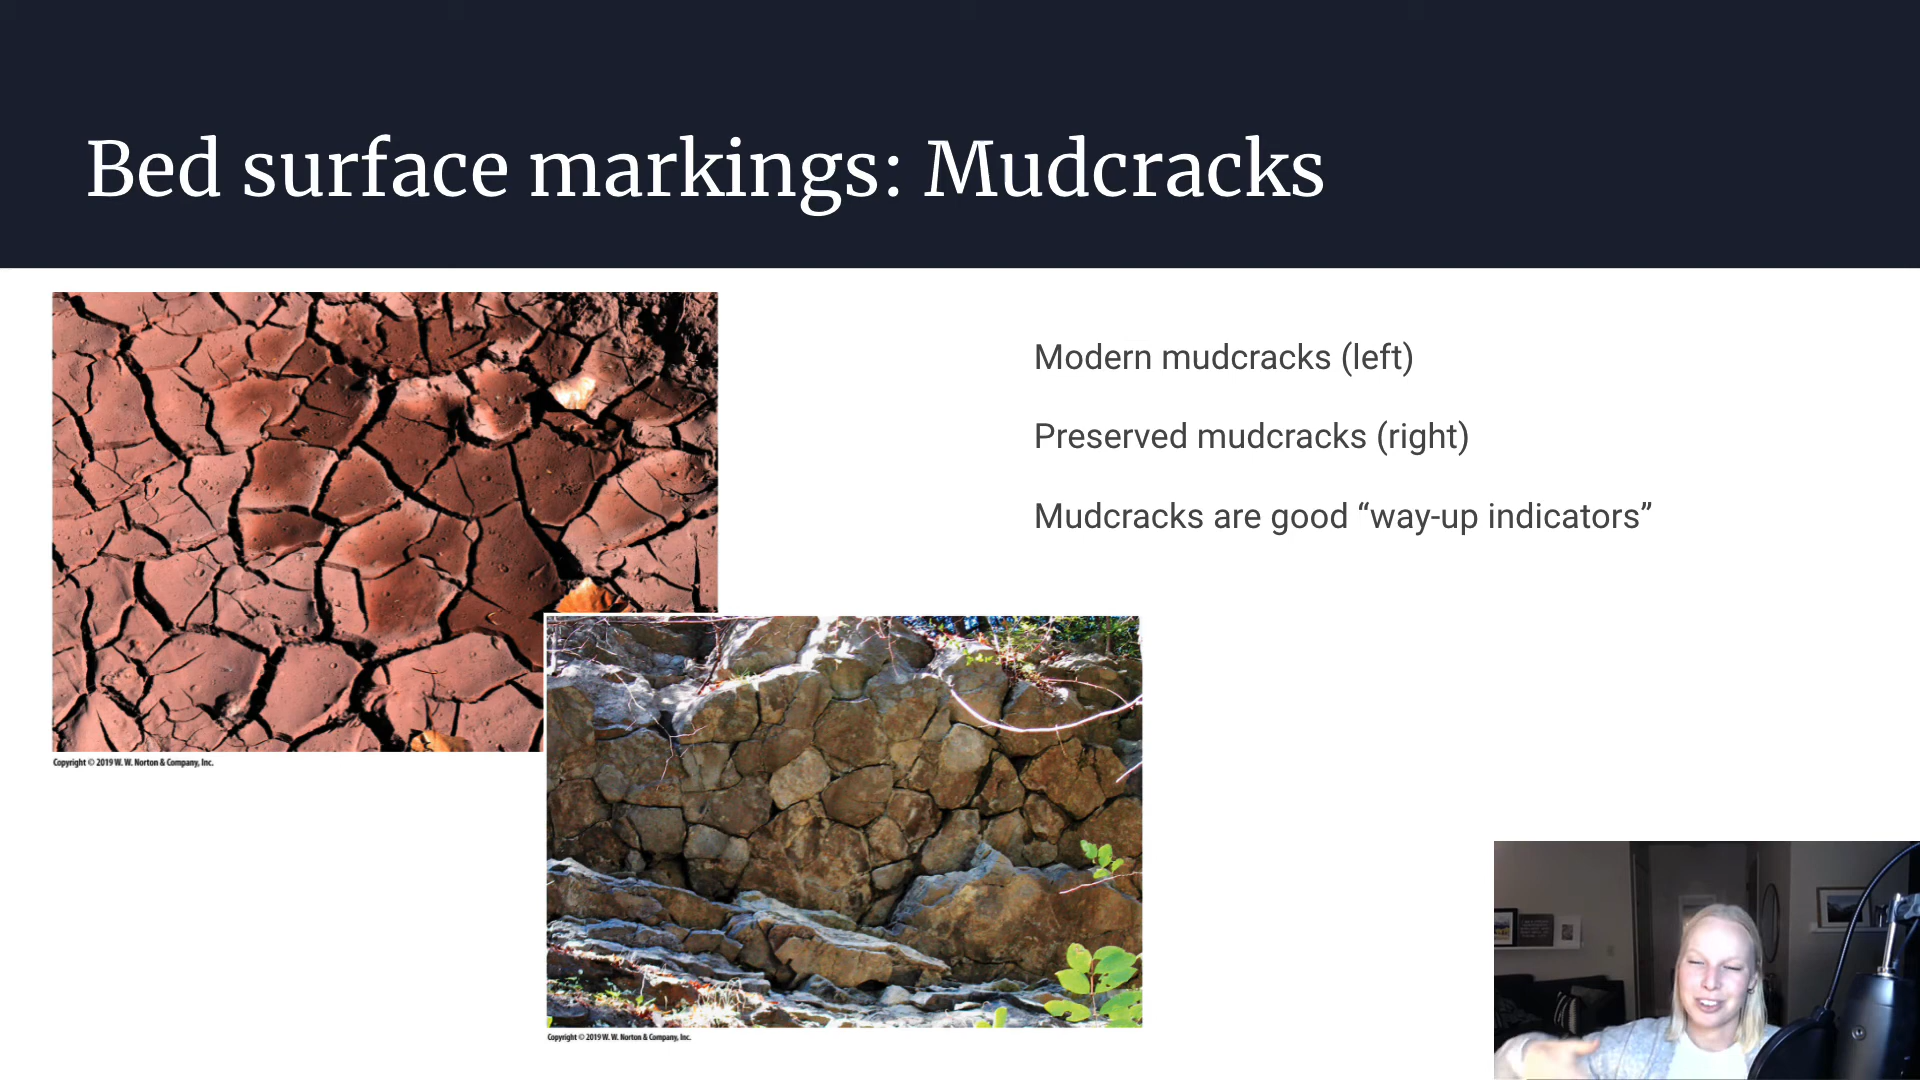 Bed surface markings: Mudcracks
Modern mudcracks (left)
Preserved mudcracks (right)
Mudcracks are good “way-up indicators”
Copyright © 2019 W. W. Norton & Company, Inc.
Copyright © 2019 W. W. Norton & Company, Inc.